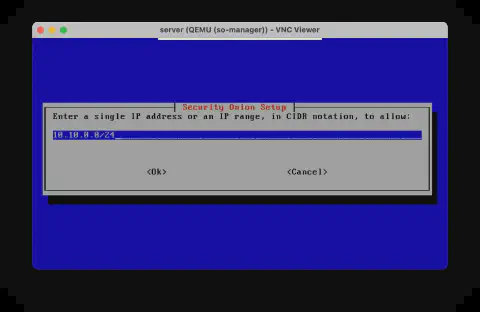 server (QEMU (so-manager)) – VNC Viewer
Security Onion Setup
Enter a single IP address or an IP range, in CIDR notation, to allow:
10.10.0.0/24_
<Ok> <Cancel>